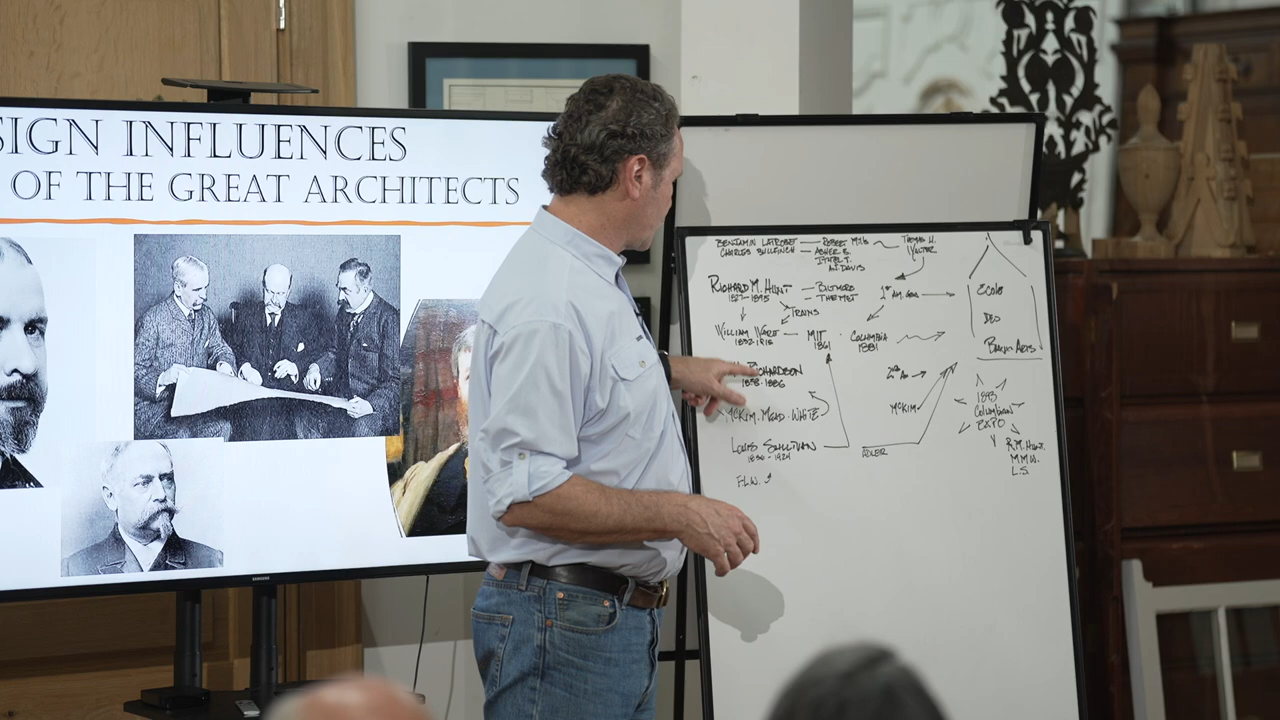 SIGN INFLUENCES
OF THE GREAT ARCHITECTS
SAMSUNG
BENJAMIN LATROBE — ROBERT MILLS — THOMAS U. WALTER
CHARLES BULFINCH — ASHER B.
ITHIEL T.
A.J. DAVIS
RICHARD M. HUNT — BILTMORE
1827-1895 — THE MET
1ST AM.
TRAINS
ECOLE
DES
BEAUX-ARTS
WILLIAM WARE — MIT
1832-1915 1861
COLUMBIA
1881
RICHARDSON
1838-1886
2ND AM
McKIM
McKIM·MEAD·WHITE
1893
COLUMBIAN
EXPO
R.M. HUNT
M.M.W.
L.S.
LOUIS SULLIVAN
1856-1924
ADLER
F.L.W.